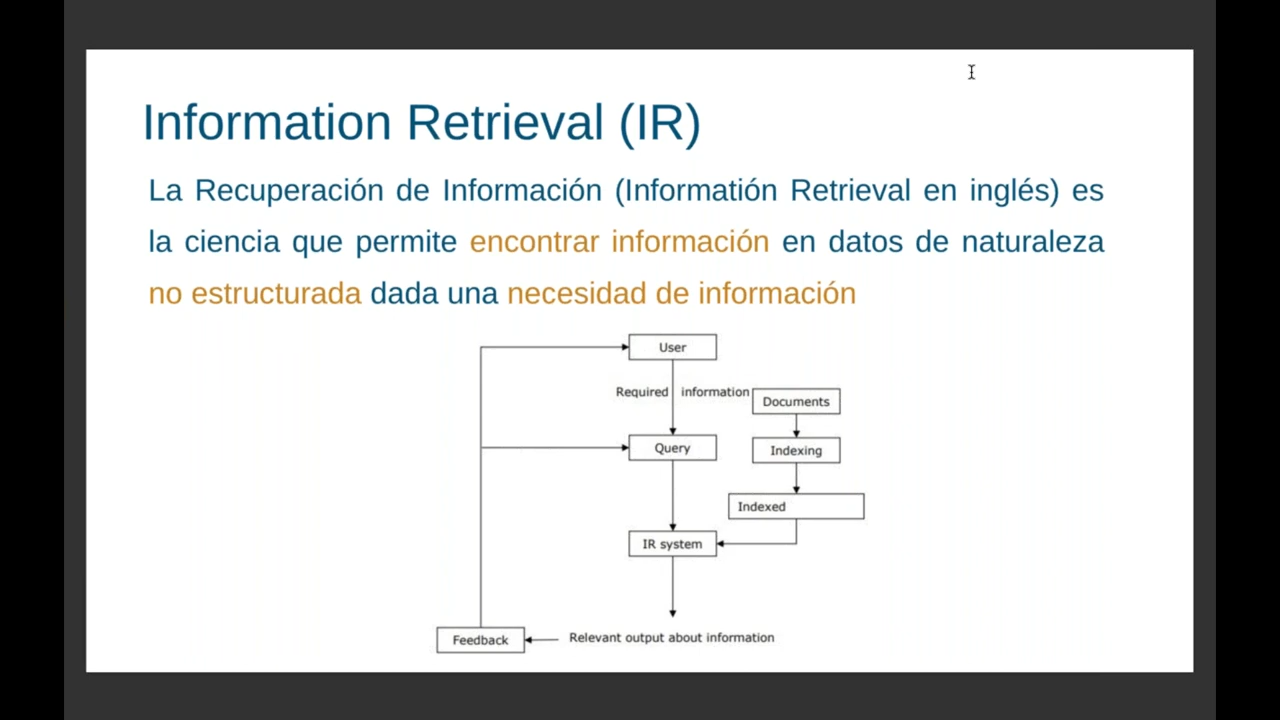 Information Retrieval (IR)
La Recuperación de Información (Informatión Retrieval en inglés) es
la ciencia que permite encontrar información en datos de naturaleza
no estructurada dada una necesidad de información
User
Required information
Documents
Query
Indexing
Indexed
IR system
Feedback
Relevant output about information